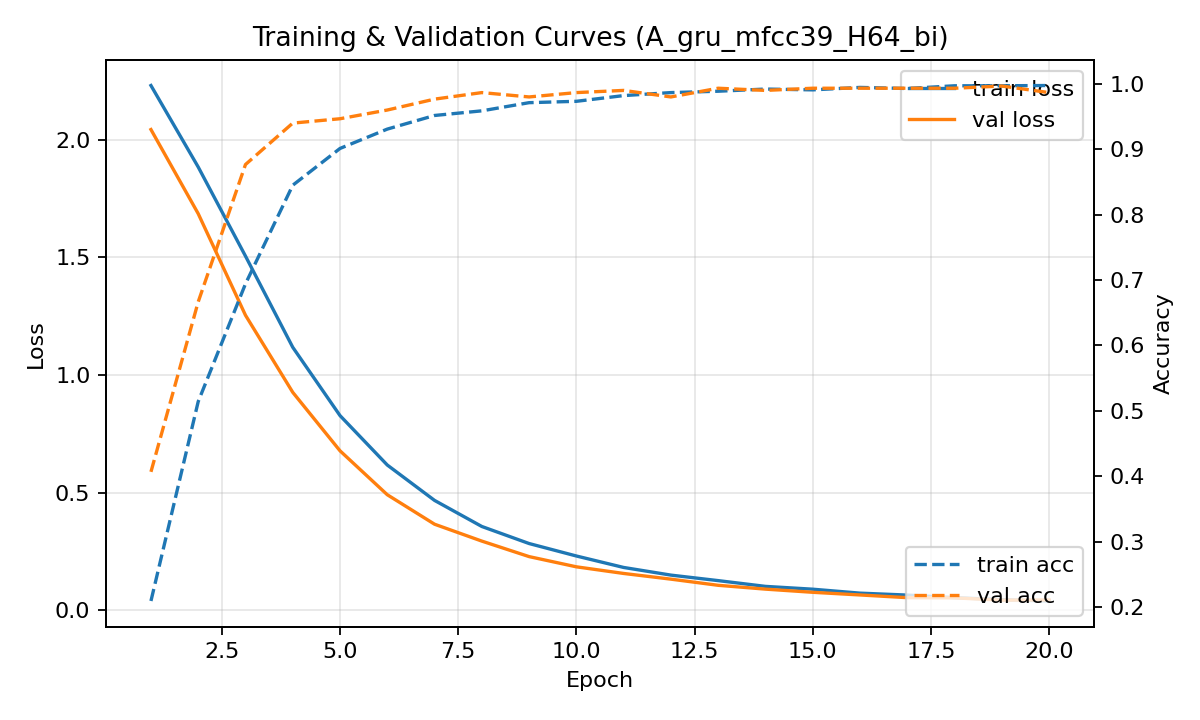 Training & Validation Curves (A_gru_mfcc39_H64_bi)
train loss
val loss
train acc
val acc
Loss
2.0
1.5
1.0
0.5
0.0
Accuracy
1.0
0.9
0.8
0.7
0.6
0.5
0.4
0.3
0.2
2.5 5.0 7.5 10.0 12.5 15.0 17.5 20.0
Epoch